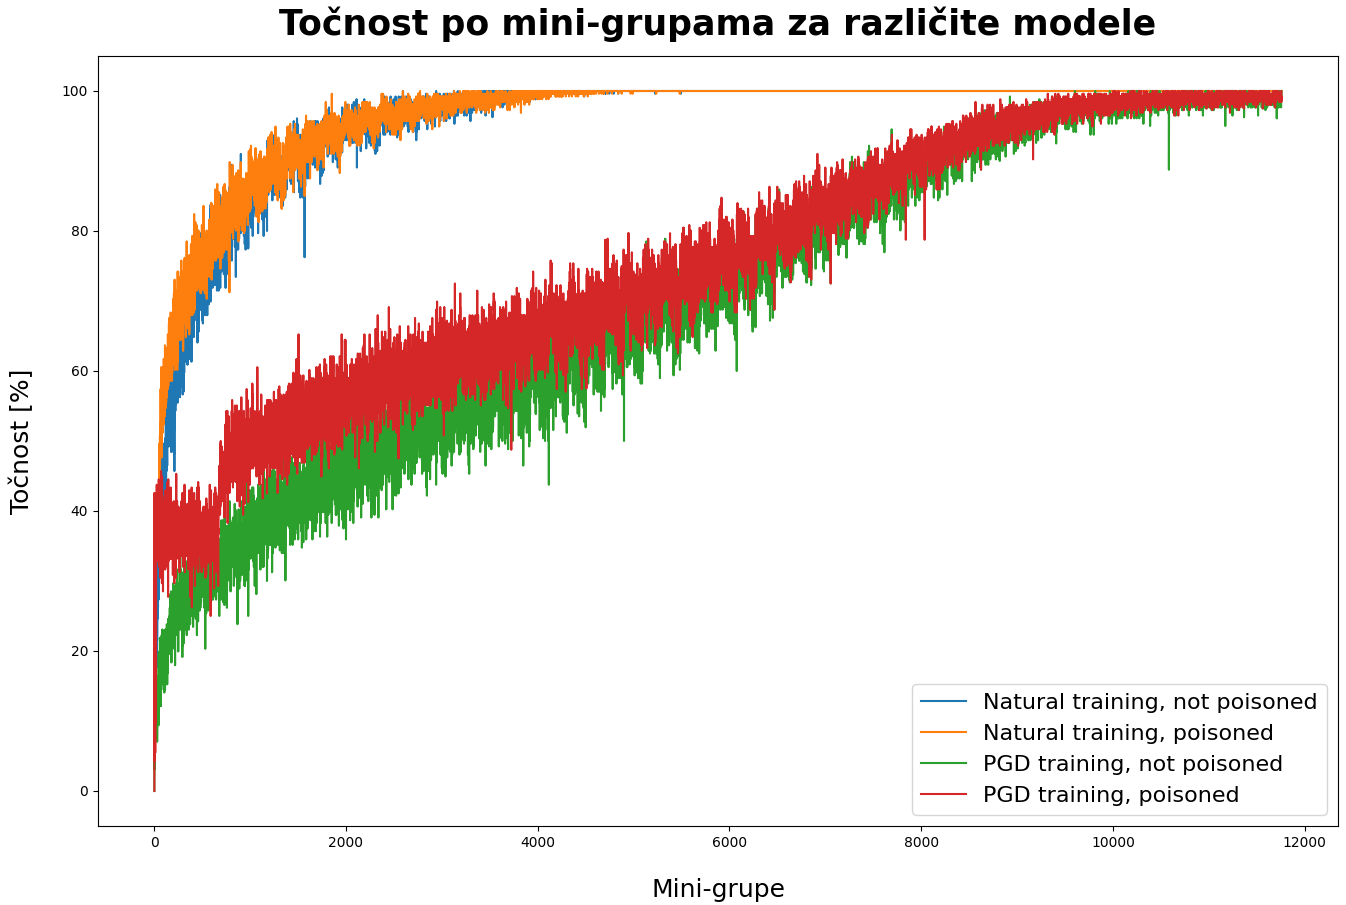 Točnost po mini-grupama za različite modele
Točnost [%]
100
80
60
40
20
0
0 2000 4000 6000 8000 10000 12000
Mini-grupe
Natural training, not poisoned
Natural training, poisoned
PGD training, not poisoned
PGD training, poisoned